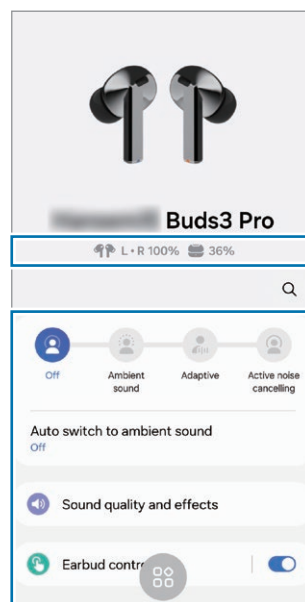 Buds3 Pro
L • R 100% 36%
Off
Ambient sound
Adaptive
Active noise cancelling
Auto switch to ambient sound
Off
Sound quality and effects
Earbud